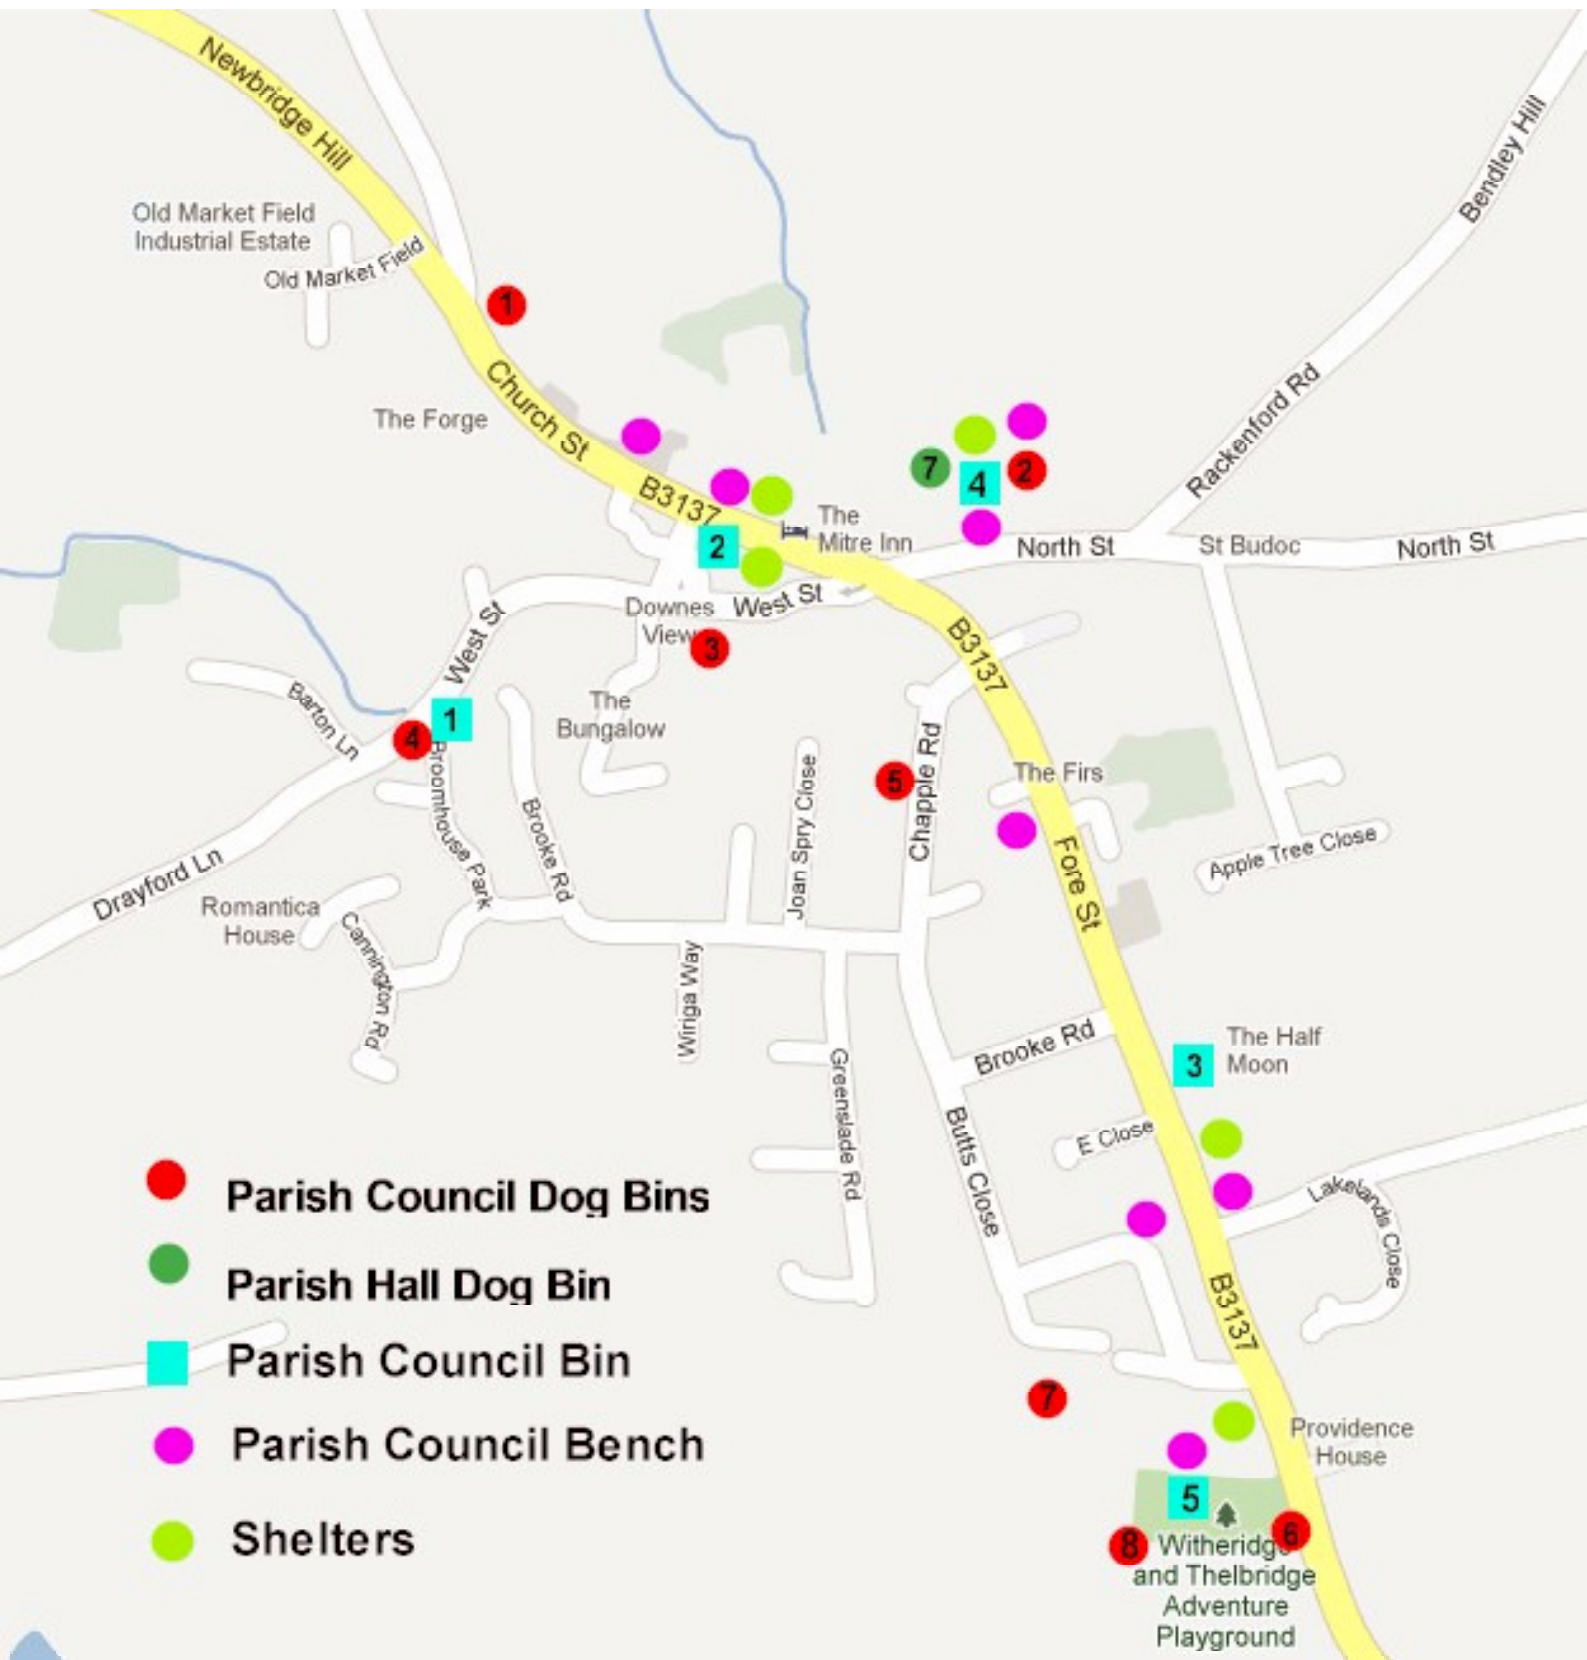 Newbridge Hill
Bendley Hill
Old Market Field
Industrial Estate
Old Market Field
1
Church St
The Forge
Rackenford Rd
7
4
2
B3137
The
Mitre Inn
2
North St
St Budoc
North St
Downes
View
West St
3
West St
B3137
Barton Ln
1
4
The
Bungalow
Broomhouse Park
Brooke Rd
Joan Spry Close
5
Chapple Rd
The Firs
Fore St
Apple Tree Close
Drayford Ln
Romantica
House
Cannington Rd
Wiriga Way
Greenslade Rd
Brooke Rd
3
The Half
Moon
E Close
Butts Close
Lakelands Close
B3137
Parish Council Dog Bins
Parish Hall Dog Bin
Parish Council Bin
Parish Council Bench
Shelters
7
Providence
House
5
6
8
Witheridge
and Thelbridge
Adventure
Playground